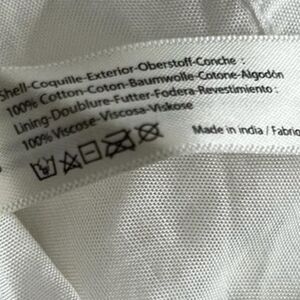 Shell-Coquille-Exterior-Oberstoff-Conche :
100% Cotton-Coton-Baumwolle-Cotone-Algodón
Lining-Doublure-Futter-Fodera-Revestimiento :
100% Viscose-Viscosa-Viskose
Made in india / Fabriq